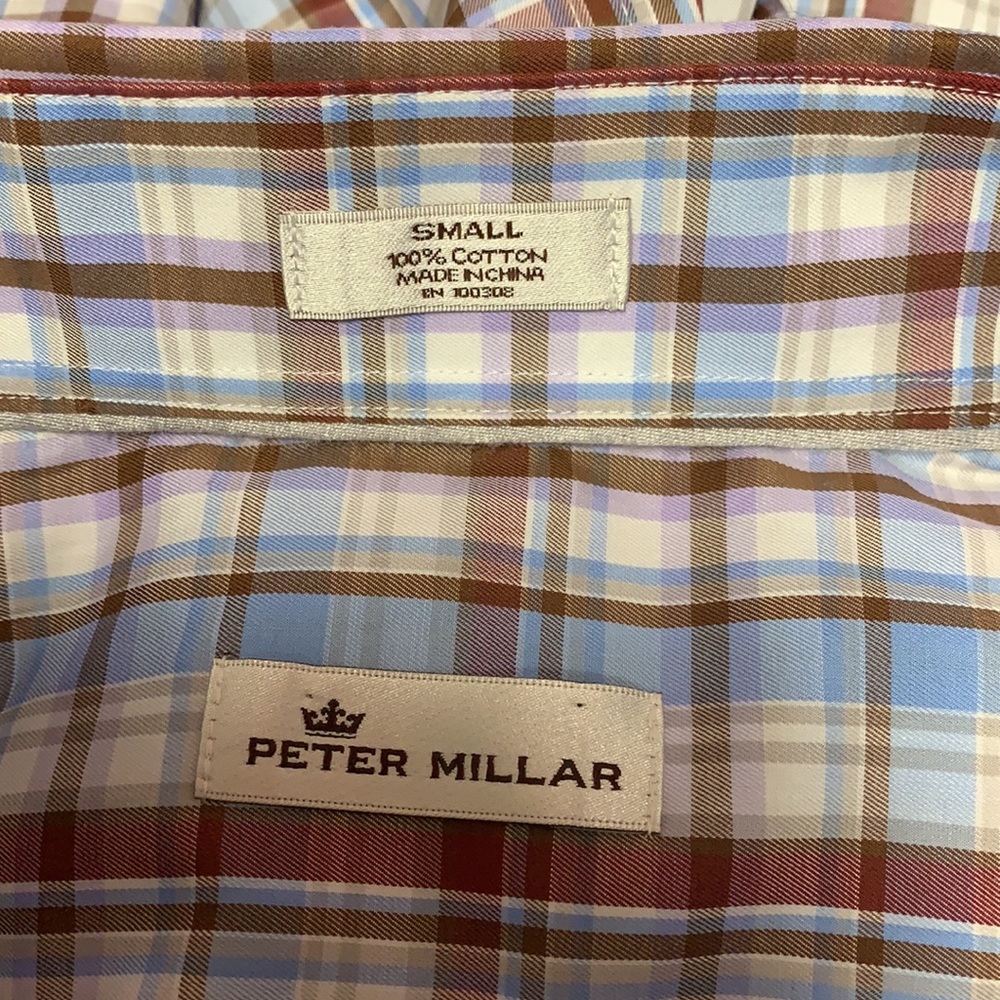 SMALL
100% COTTON
MADE IN CHINA
RN 100308
PETER MILLAR